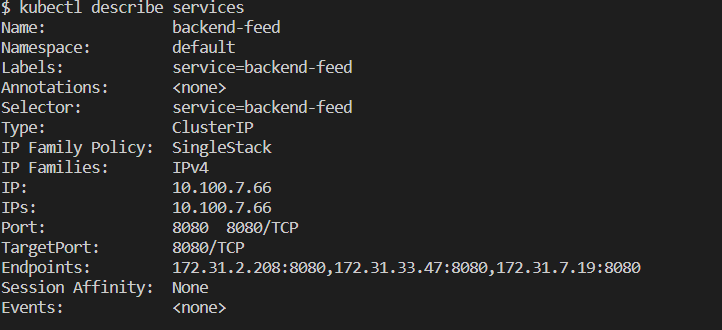 $ kubectl describe services
Name:              backend-feed
Namespace:         default
Labels:            service=backend-feed
Annotations:       <none>
Selector:          service=backend-feed
Type:              ClusterIP
IP Family Policy:  SingleStack
IP Families:       IPv4
IP:                10.100.7.66
IPs:               10.100.7.66
Port:              8080  8080/TCP
TargetPort:        8080/TCP
Endpoints:         172.31.2.208:8080,172.31.33.47:8080,172.31.7.19:8080
Session Affinity:  None
Events:            <none>